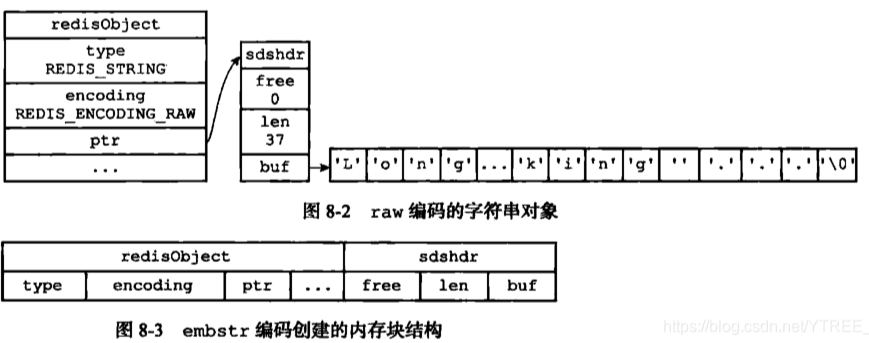 redisObject
type
REDIS_STRING
encoding
REDIS_ENCODING_RAW
ptr
...
sdshdr
free
0
len
37
buf
'L' 'o' 'n' 'g' ... 'k' 'i' 'n' 'g' '' '.' '.' '.' '\0'
图 8-2 raw 编码的字符串对象
redisObject sdshdr
type encoding ptr ... free len buf
图 8-3 embstr 编码创建的内存块结构
https://blog.csdn.net/YTREE_